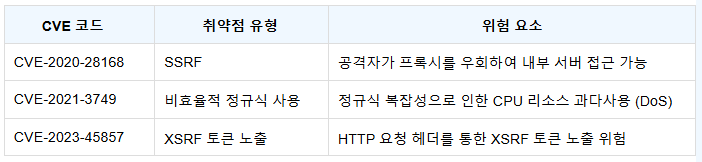 CVE 코드 취약점 유형 위험 요소
CVE-2020-28168 SSRF 공격자가 프록시를 우회하여 내부 서버 접근 가능
CVE-2021-3749 비효율적 정규식 사용 정규식 복잡성으로 인한 CPU 리소스 과다사용 (DoS)
CVE-2023-45857 XSRF 토큰 노출 HTTP 요청 헤더를 통한 XSRF 토큰 노출 위험